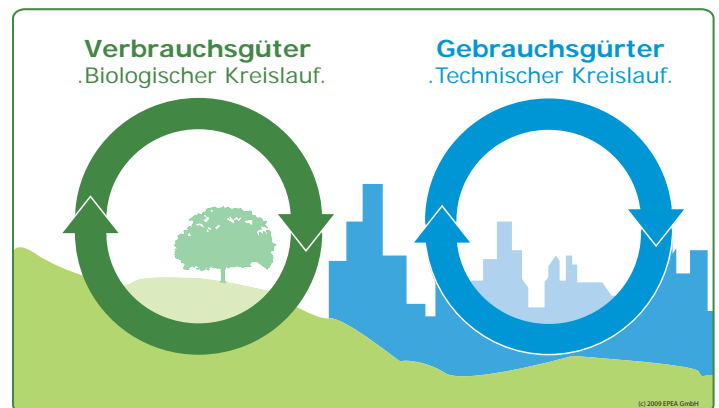 Verbrauchsgüter
.Biologischer Kreislauf.
Gebrauchsgürter
.Technischer Kreislauf.
(c) 2009 EPEA GmbH